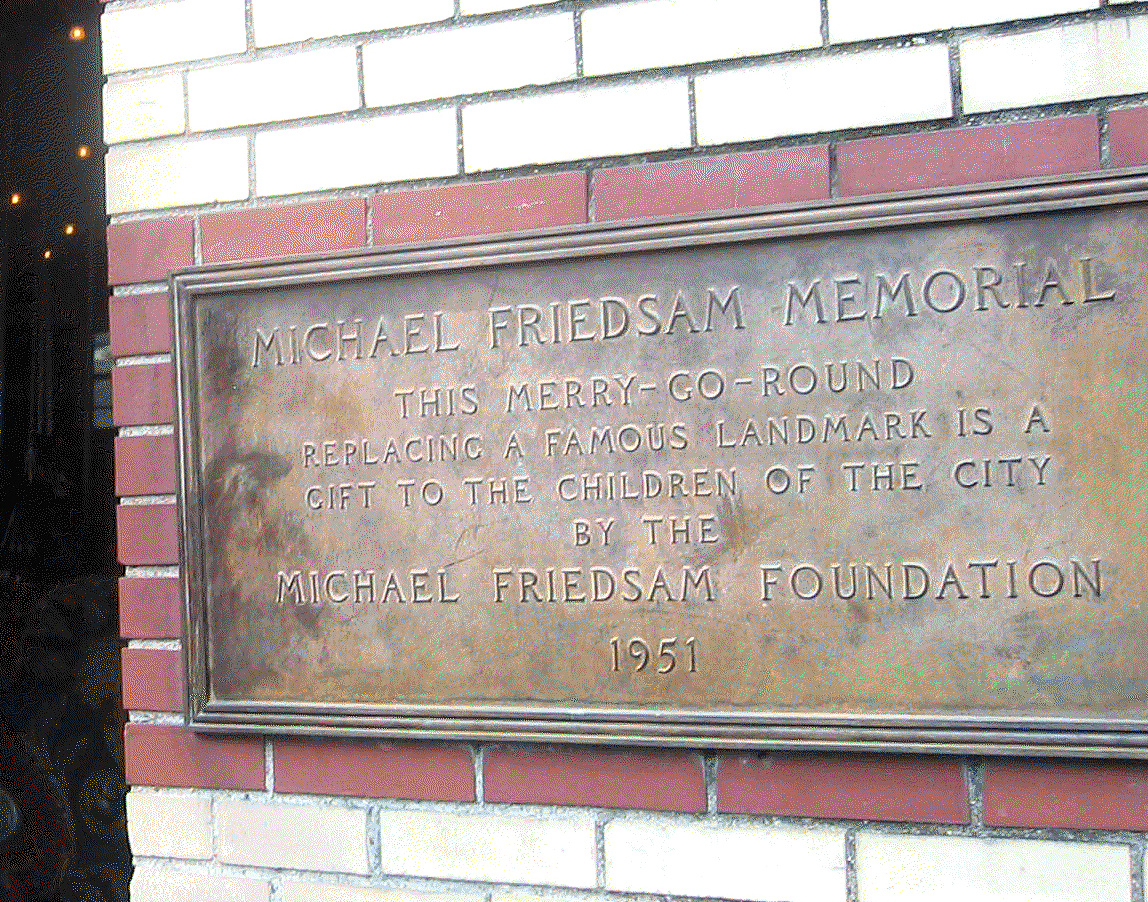 MICHAEL FRIEDSAM MEMORIAL
THIS MERRY-GO-ROUND
REPLACING A FAMOUS LANDMARK IS A
GIFT TO THE CHILDREN OF THE CITY
BY THE
MICHAEL FRIEDSAM FOUNDATION
1951